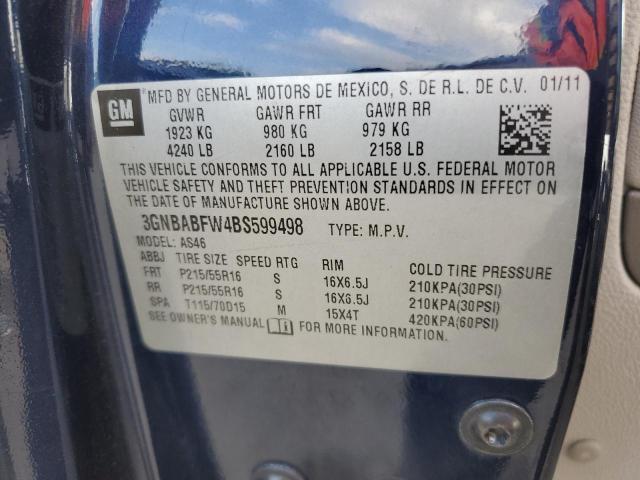 GM
MFD BY GENERAL MOTORS DE MEXICO, S. DE R.L. DE C.V. 01/11
GVWR GAWR FRT GAWR RR
1923 KG 980 KG 979 KG
4240 LB 2160 LB 2158 LB
THIS VEHICLE CONFORMS TO ALL APPLICABLE U.S. FEDERAL MOTOR
VEHICLE SAFETY AND THEFT PREVENTION STANDARDS IN EFFECT ON
THE DATE OF MANUFACTURE SHOWN ABOVE.
3GNBABFW4BS599498 TYPE: M.P.V.
MODEL: AS46
ABBJ TIRE SIZE SPEED RTG RIM COLD TIRE PRESSURE
FRT P215/55R16 S 16X6.5J 210KPA(30PSI)
RR P215/55R16 S 16X6.5J 210KPA(30PSI)
SPA T115/70D15 M 15X4T 420KPA(60PSI)
SEE OWNER'S MANUAL i FOR MORE INFORMATION.